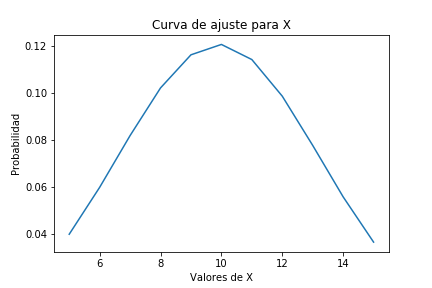 Curva de ajuste para X
0.12
0.10
0.08
0.06
0.04
Probabilidad
6 8 10 12 14
Valores de X